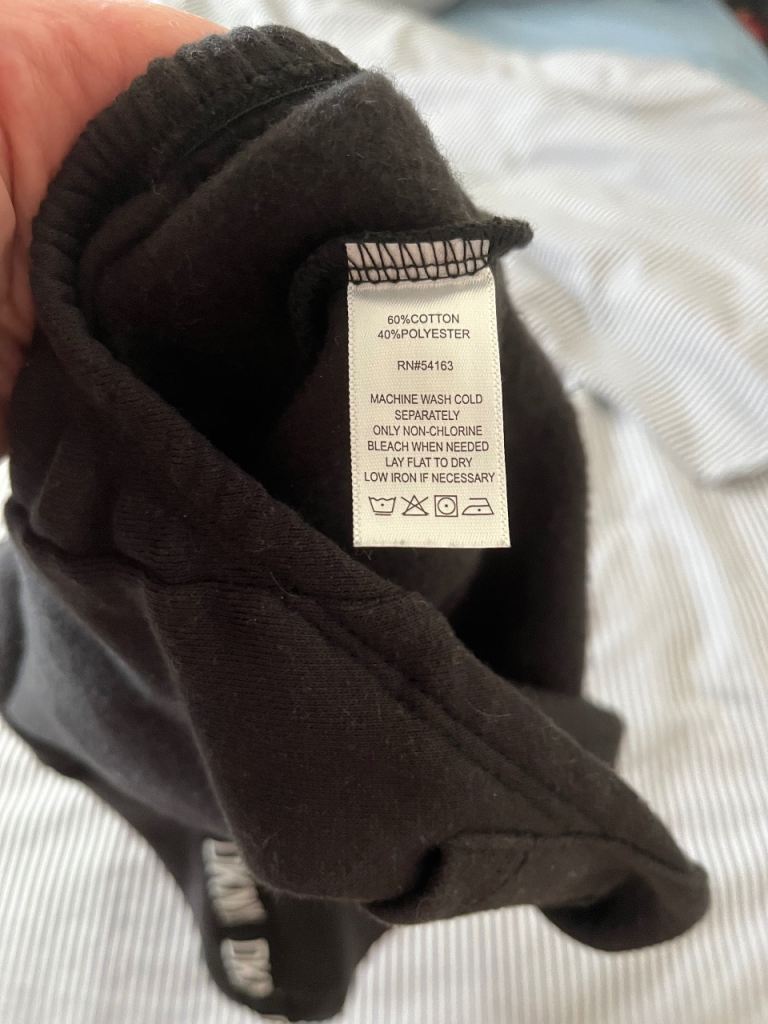 60%COTTON
40%POLYESTER
RN#54163
MACHINE WASH COLD
SEPARATELY
ONLY NON-CHLORINE
BLEACH WHEN NEEDED
LAY FLAT TO DRY
LOW IRON IF NECESSARY